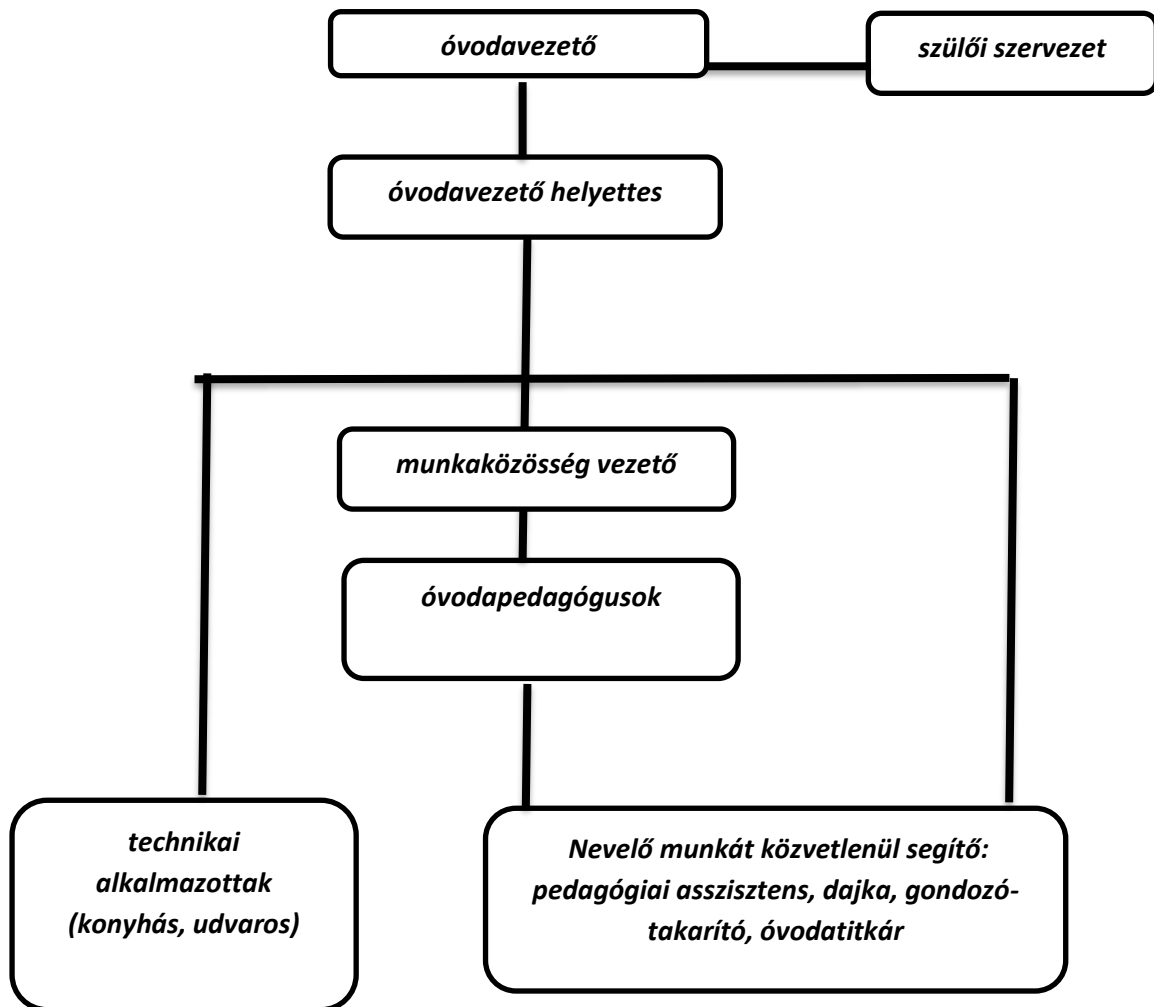 óvodavezető
szülői szervezet
óvodavezető helyettes
munkaközösség vezető
óvodapedagógusok
technikai
alkalmazottak
(konyhás, udvaros)
Nevelő munkát közvetlenül segítő:
pedagógiai asszisztens, dajka, gondozó-
takarító, óvodatitkár